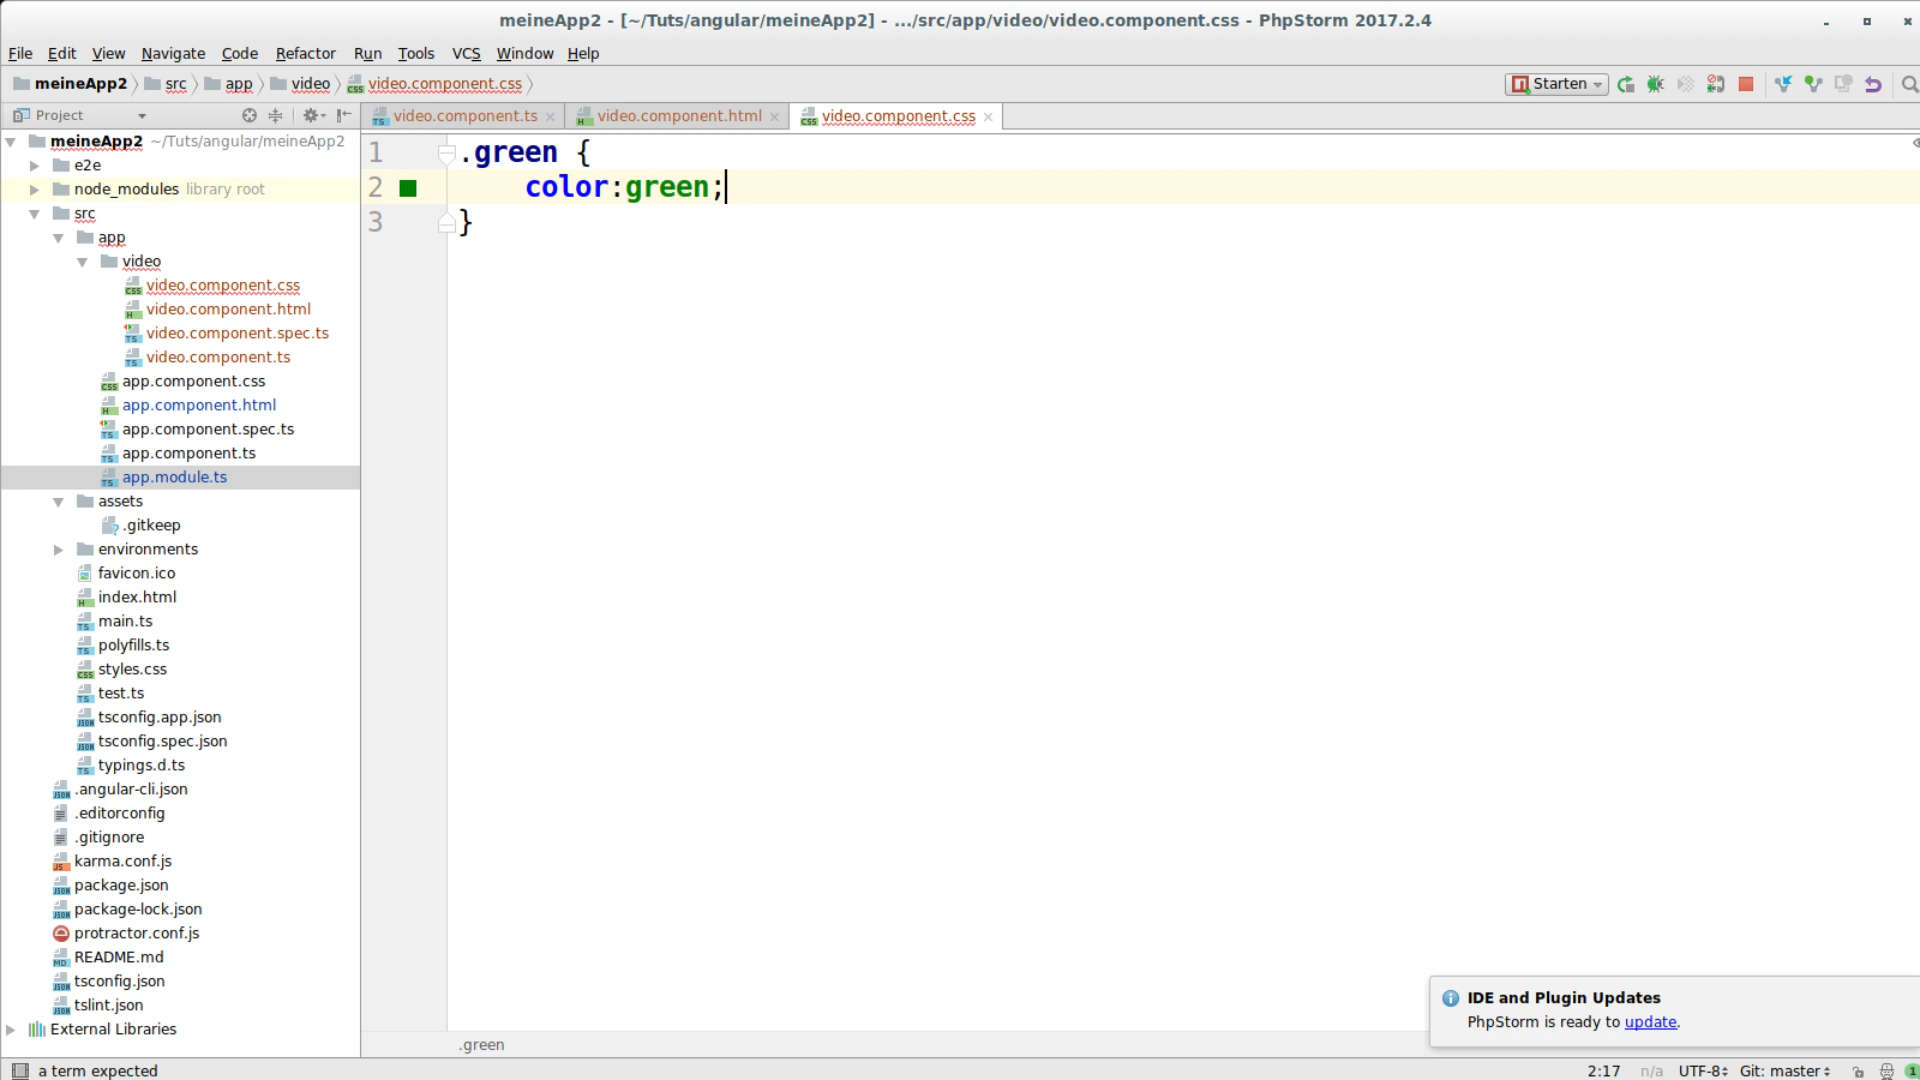 meineApp2 - [~/Tuts/angular/meineApp2] - .../src/app/video/video.component.css - PhpStorm 2017.2.4
File Edit View Navigate Code Refactor Run Tools VCS Window Help
meineApp2 src app video video.component.css Starten
Project video.component.ts video.component.html video.component.css
meineApp2 ~/Tuts/angular/meineApp2
e2e
node_modules library root
src
app
video
video.component.css
video.component.html
video.component.spec.ts
video.component.ts
app.component.css
app.component.html
app.component.spec.ts
app.component.ts
app.module.ts
assets
.gitkeep
environments
favicon.ico
index.html
main.ts
polyfills.ts
styles.css
test.ts
tsconfig.app.json
tsconfig.spec.json
typings.d.ts
.angular-cli.json
.editorconfig
.gitignore
karma.conf.js
package.json
package-lock.json
protractor.conf.js
README.md
tsconfig.json
tslint.json
External Libraries
1 .green {
2 color:green;
3 }
.green
IDE and Plugin Updates
PhpStorm is ready to update.
a term expected 2:17 n/a UTF-8 Git: master 1